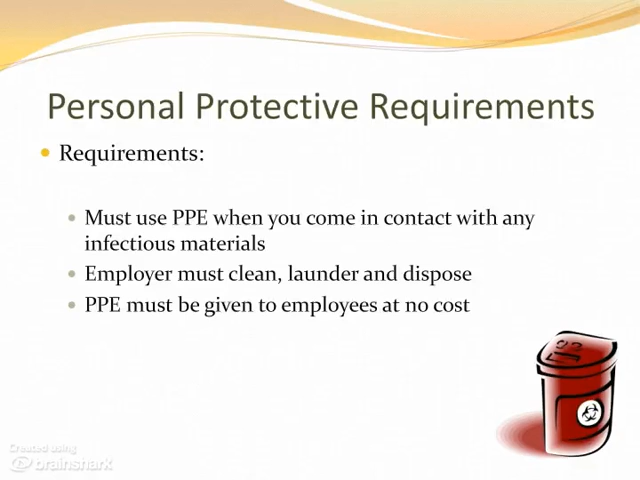 Personal Protective Requirements
Requirements:
Must use PPE when you come in contact with any
infectious materials
Employer must clean, launder and dispose
PPE must be given to employees at no cost
Created using
brainshark